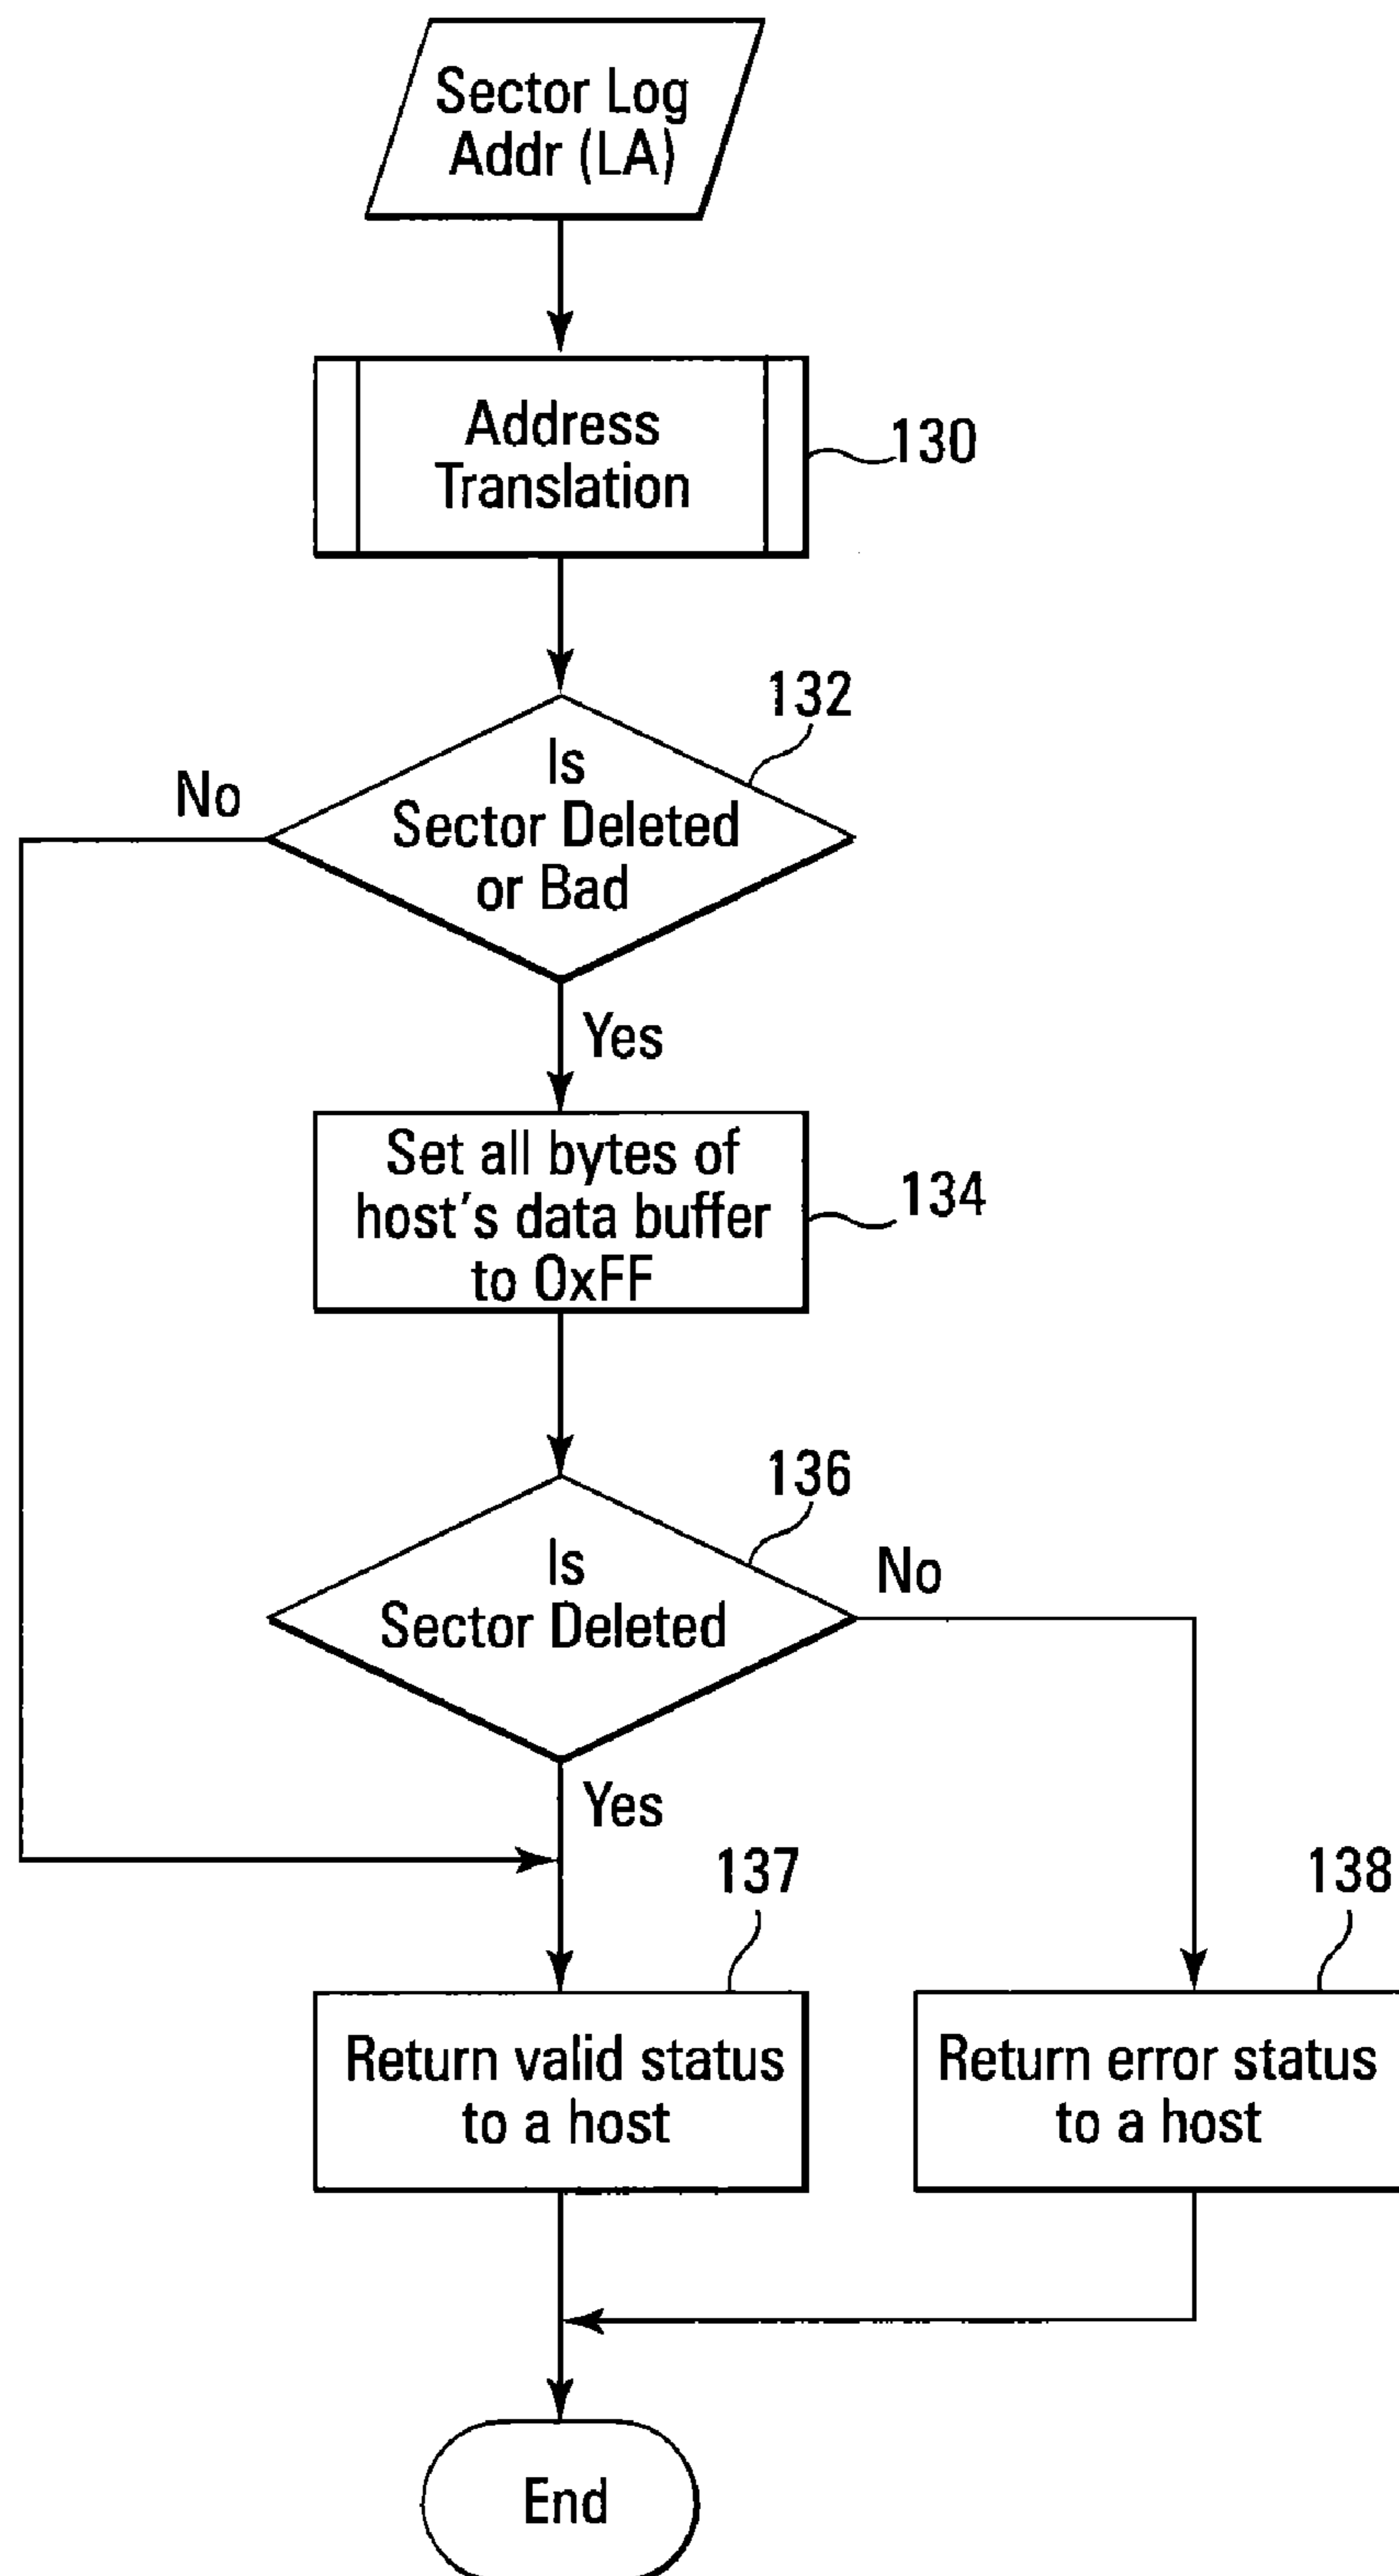 Sector Log
Addr (LA)
Address
Translation
130
132
Is
Sector Deleted
or Bad
No
Yes
Set all bytes of
host's data buffer
to 0xFF
134
136
Is
Sector Deleted
No
Yes
137
138
Return valid status
to a host
Return error status
to a host
End